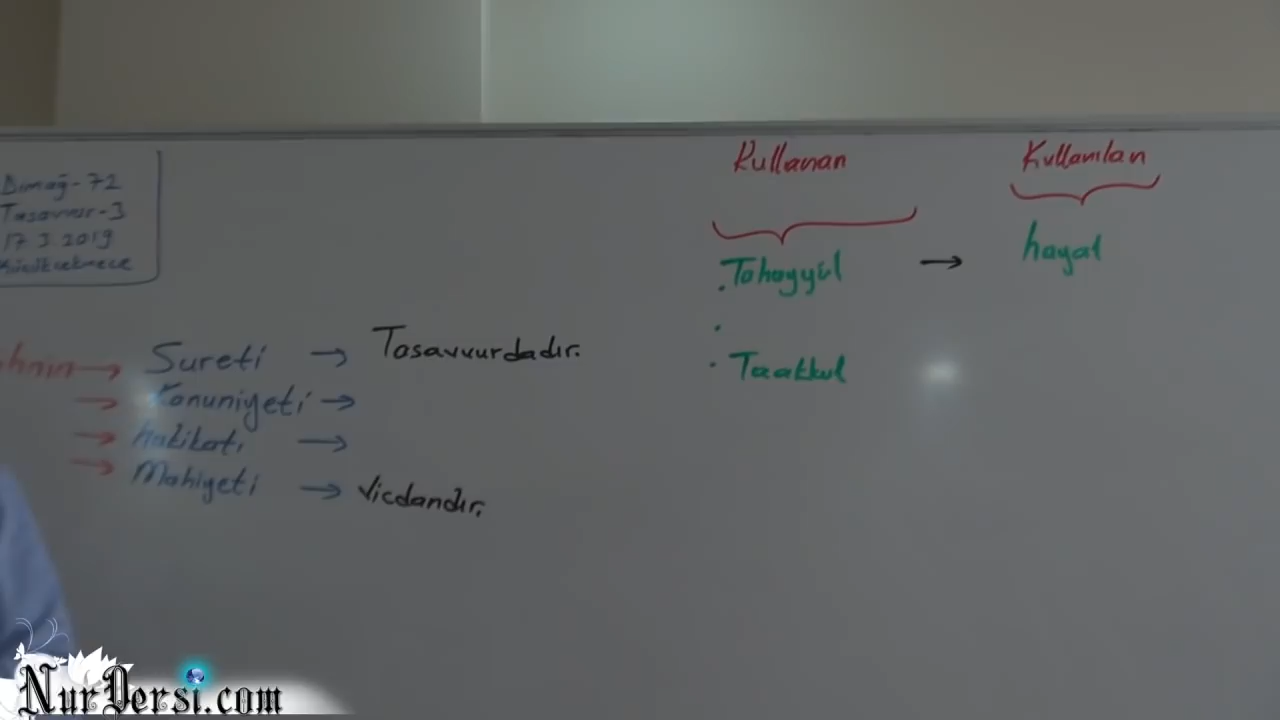 Dimağ-72
Tasavvur-3
17.3.2019
Küçükçekmece
Kullanan
Kullanılan
Tahayyül → hayal
.
. Taakkul
→ Sureti → Tasavvurdadır.
→ Kanuniyeti →
→ hakikatı →
→ Mahiyeti → Vicdandır.
NurDersi.com